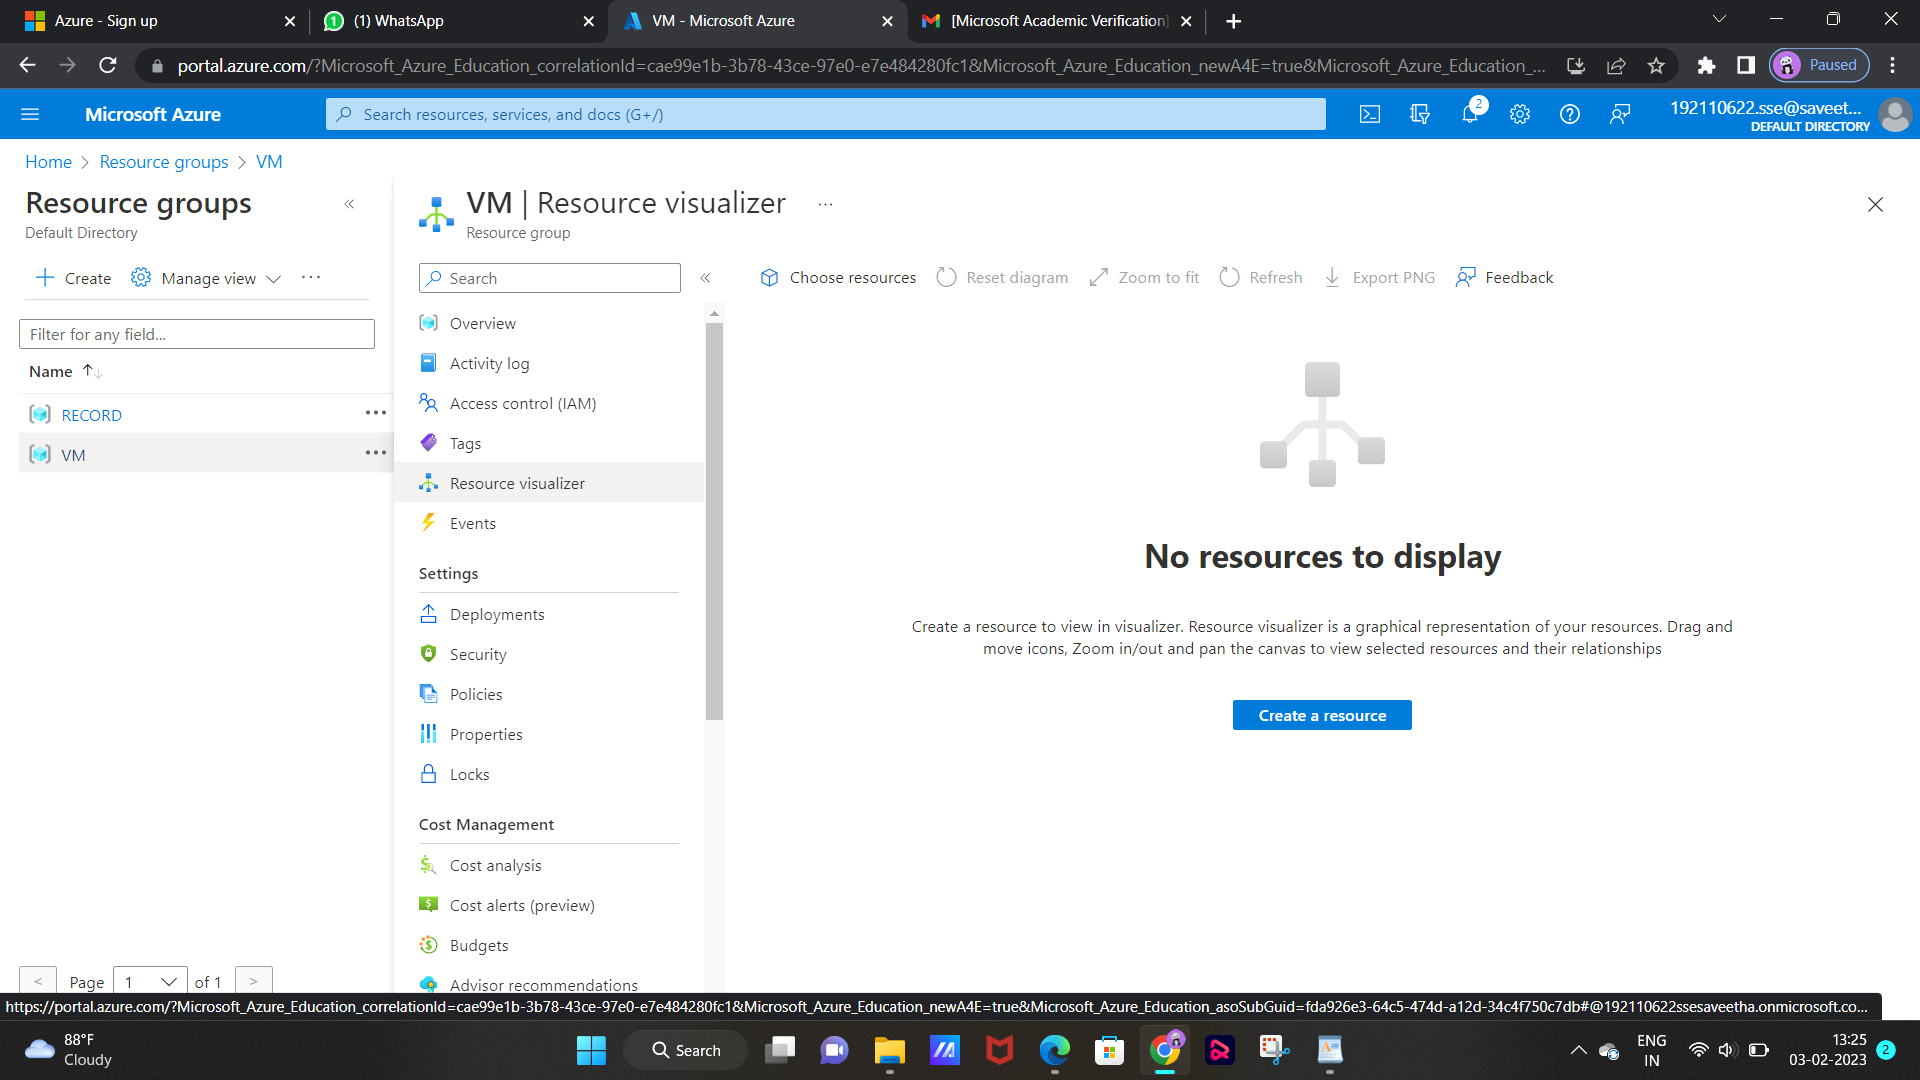 Azure - Sign up
(1) WhatsApp
VM - Microsoft Azure
[Microsoft Academic Verification]
portal.azure.com/?Microsoft_Azure_Education_correlationId=cae99e1b-3b78-43ce-97e0-e7e484280fc1&Microsoft_Azure_Education_newA4E=true&Microsoft_Azure_Education_...
Paused
Microsoft Azure
Search resources, services, and docs (G+/)
2
192110622.sse@saveet...
DEFAULT DIRECTORY
Home > Resource groups > VM
Resource groups
Default Directory
Create
Manage view
Filter for any field...
Name
RECORD
VM
< Page 1 of 1 >
VM | Resource visualizer
Resource group
Search
Overview
Activity log
Access control (IAM)
Tags
Resource visualizer
Events
Settings
Deployments
Security
Policies
Properties
Locks
Cost Management
Cost analysis
Cost alerts (preview)
Budgets
Advisor recommendations
Choose resources
Reset diagram
Zoom to fit
Refresh
Export PNG
Feedback
No resources to display
Create a resource to view in visualizer. Resource visualizer is a graphical representation of your resources. Drag and
move icons, Zoom in/out and pan the canvas to view selected resources and their relationships
Create a resource
https://portal.azure.com/?Microsoft_Azure_Education_correlationId=cae99e1b-3b78-43ce-97e0-e7e484280fc1&Microsoft_Azure_Education_newA4E=true&Microsoft_Azure_Education_asoSubGuid=fda926e3-64c5-474d-a12d-34c4f750c7db#@192110622ssesaveetha.onmicrosoft.co...
88°F
Cloudy
Search
ENG
IN
13:25
03-02-2023
2